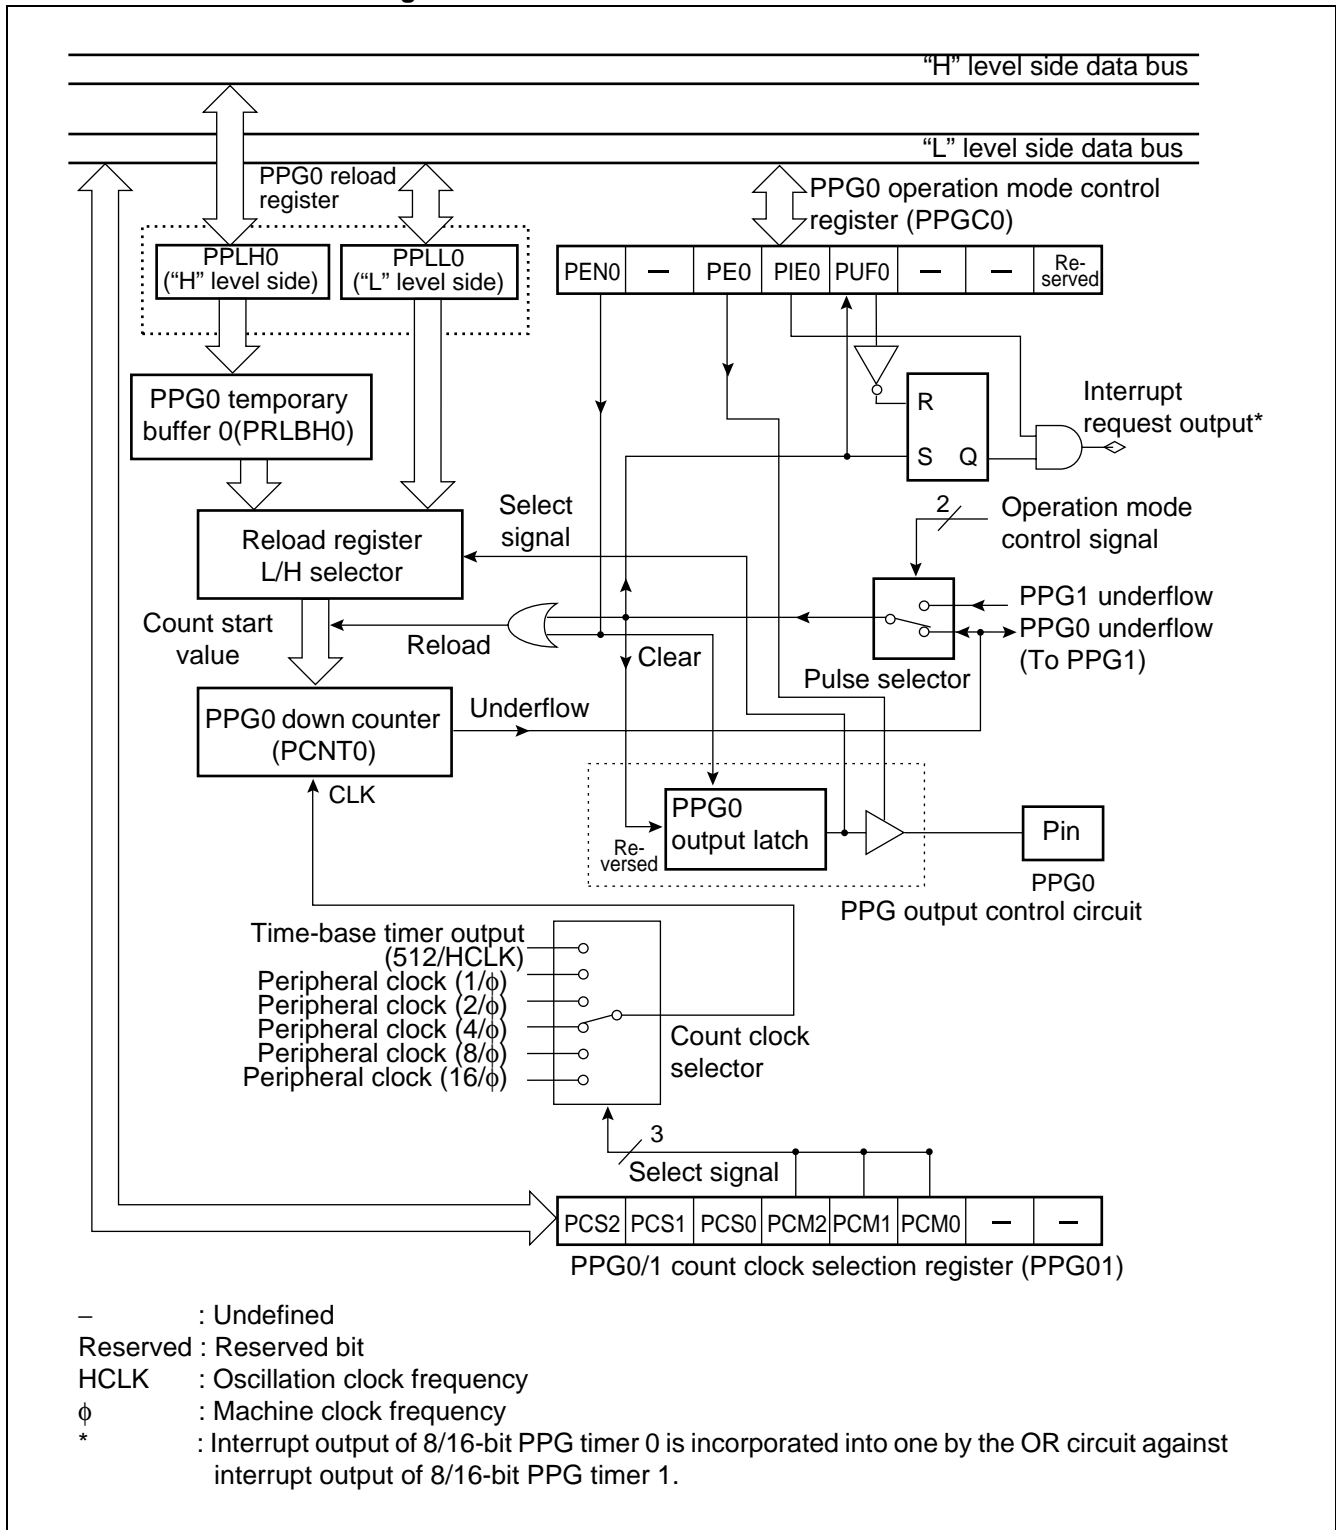 "H" level side data bus
"L" level side data bus
PPG0 reload
register
PPG0 operation mode control
register (PPGC0)
PPLH0
("H" level side)
PPLL0
("L" level side)
PEN0
–
PE0
PIE0
PUF0
–
–
Re-
served
PPG0 temporary
buffer 0(PRLBH0)
R
S Q
Interrupt
request output*
Select
signal
2
Operation mode
control signal
Reload register
L/H selector
Count start
value
Reload
Clear
PPG1 underflow
PPG0 underflow
(To PPG1)
Pulse selector
PPG0 down counter
(PCNT0)
Underflow
CLK
PPG0
output latch
Re-
versed
Pin
PPG0
PPG output control circuit
Time-base timer output
(512/HCLK)
Peripheral clock (1/ϕ)
Peripheral clock (2/ϕ)
Peripheral clock (4/ϕ)
Peripheral clock (8/ϕ)
Peripheral clock (16/ϕ)
Count clock
selector
3
Select signal
PCS2
PCS1
PCS0
PCM2
PCM1
PCM0
–
–
PPG0/1 count clock selection register (PPG01)
– : Undefined
Reserved : Reserved bit
HCLK : Oscillation clock frequency
ϕ : Machine clock frequency
* : Interrupt output of 8/16-bit PPG timer 0 is incorporated into one by the OR circuit against
interrupt output of 8/16-bit PPG timer 1.